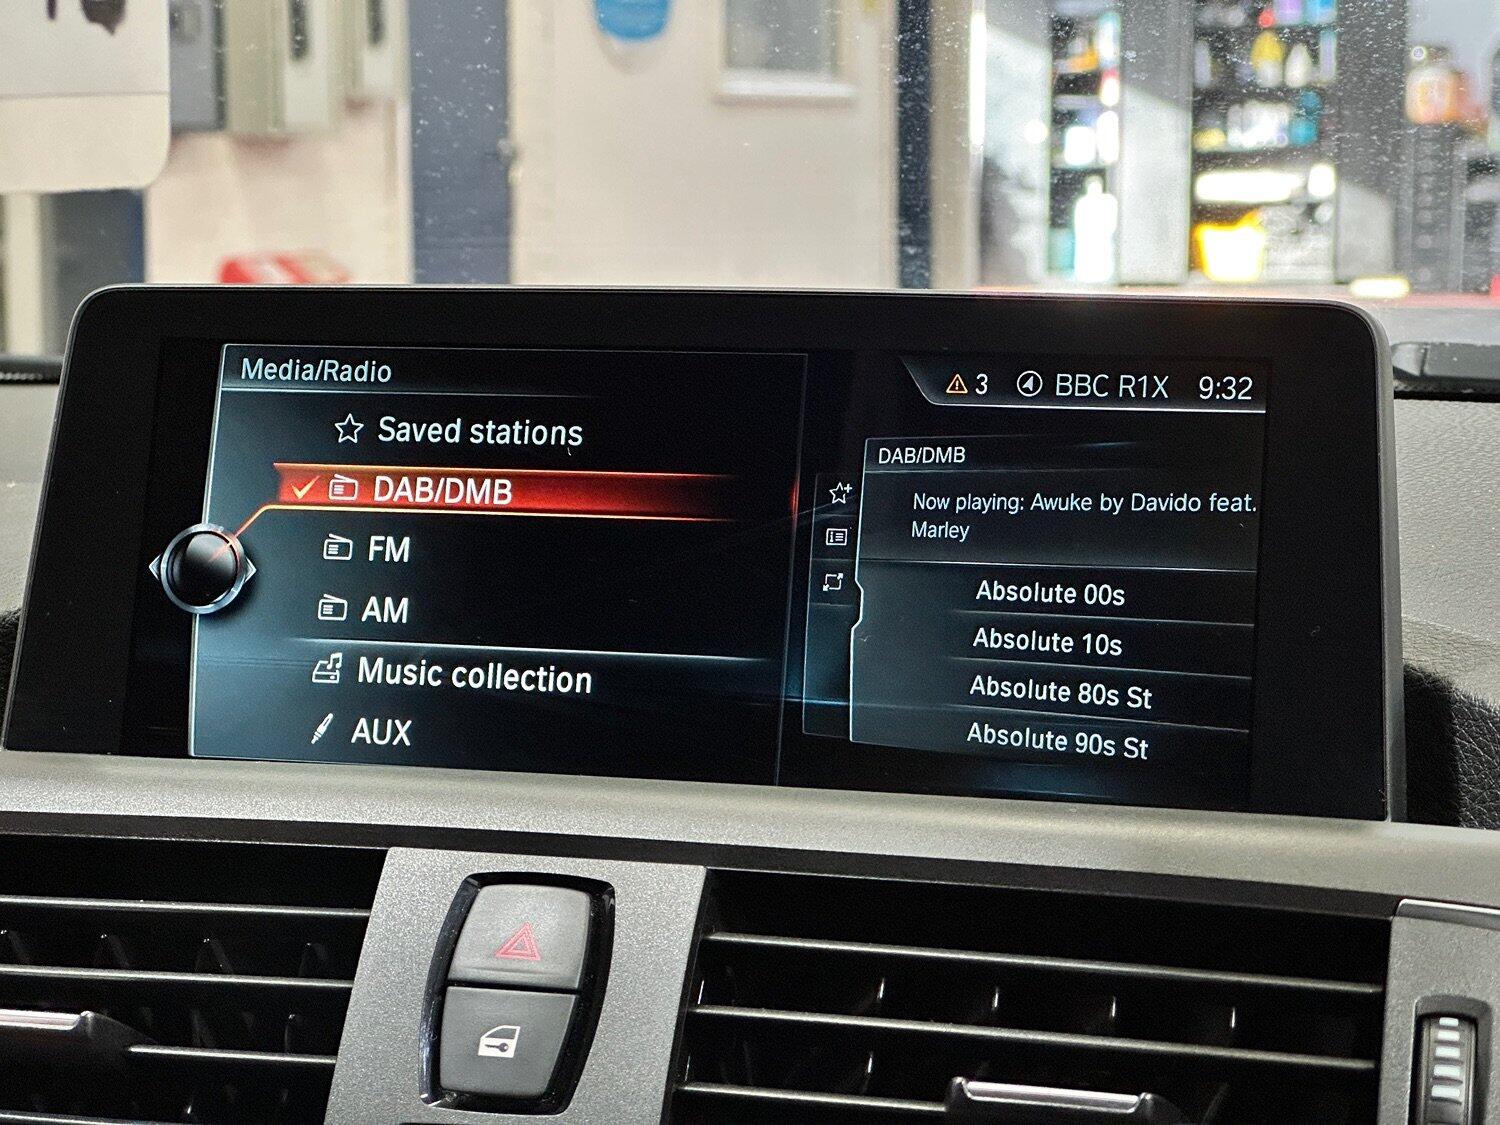 Media/Radio
Saved stations
DAB/DMB
FM
AM
Music collection
AUX
3 BBC R1X 9:32
DAB/DMB
Now playing: Awuke by Davido feat.
Marley
Absolute 00s
Absolute 10s
Absolute 80s St
Absolute 90s St